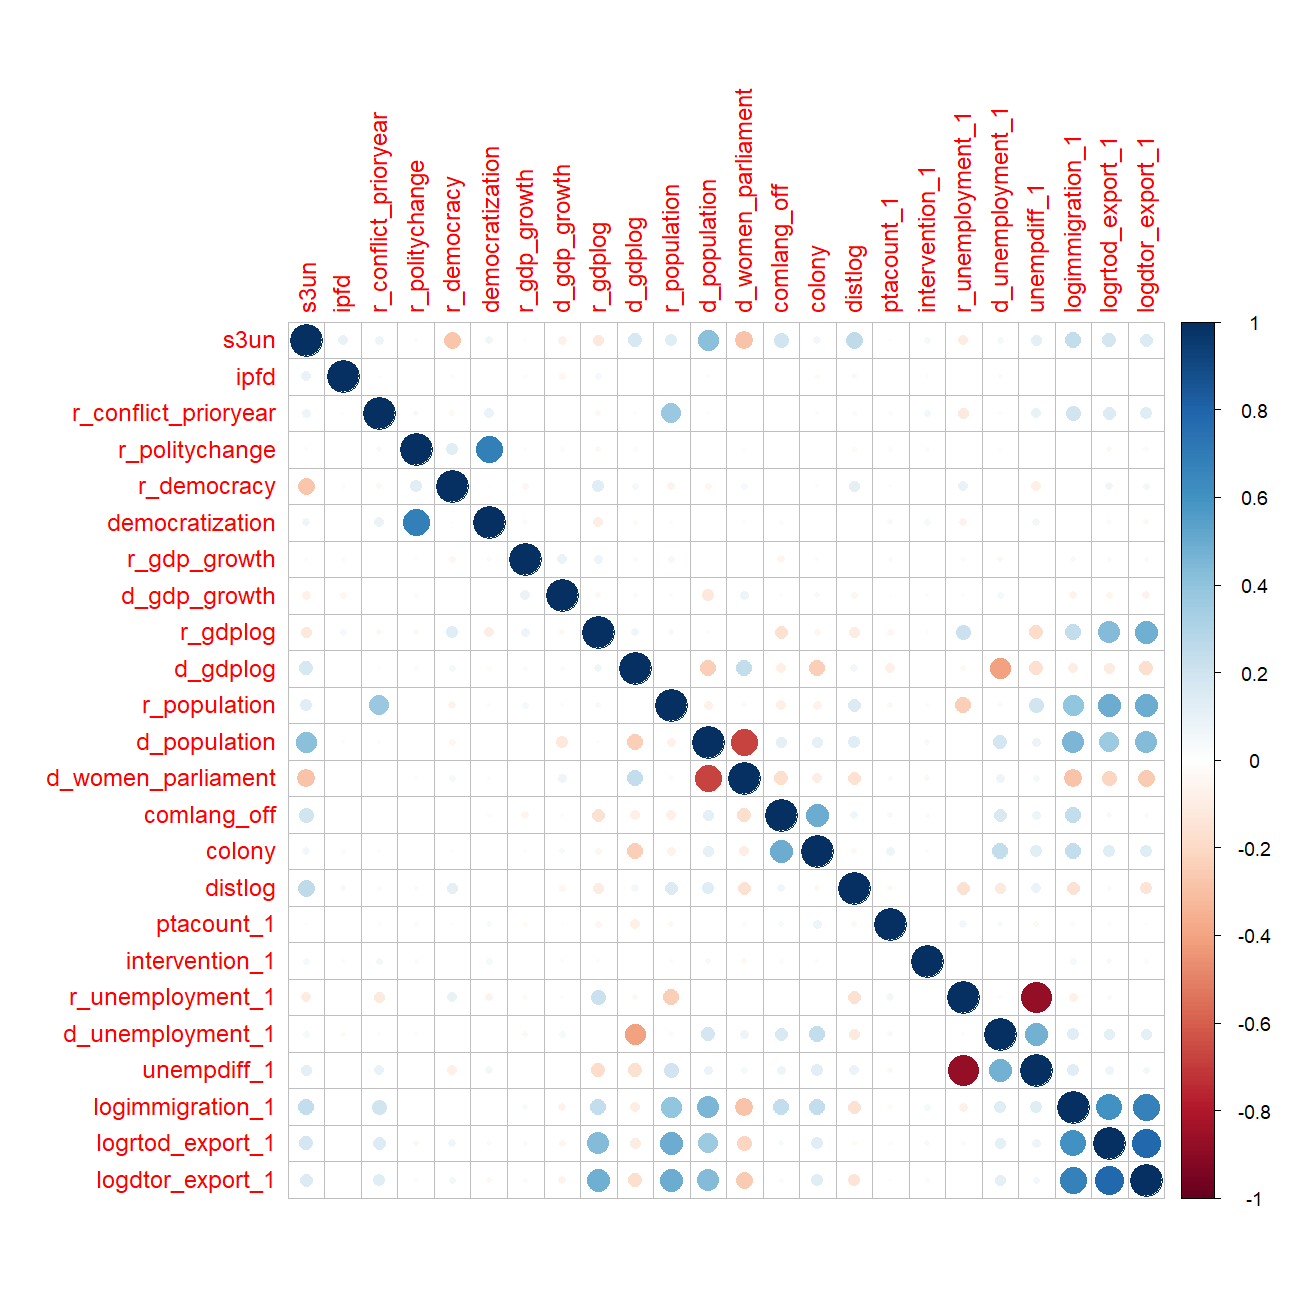 s3un
ipfd
r_conflict_prioryear
r_politychange
r_democracy
democratization
r_gdp_growth
d_gdp_growth
r_gdplog
d_gdplog
r_population
d_population
d_women_parliament
comlang_off
colony
distlog
ptacount_1
intervention_1
r_unemployment_1
d_unemployment_1
unempdiff_1
logimmigration_1
logrtod_export_1
logdtor_export_1
s3un
ipfd
r_conflict_prioryear
r_politychange
r_democracy
democratization
r_gdp_growth
d_gdp_growth
r_gdplog
d_gdplog
r_population
d_population
d_women_parliament
comlang_off
colony
distlog
ptacount_1
intervention_1
r_unemployment_1
d_unemployment_1
unempdiff_1
logimmigration_1
logrtod_export_1
logdtor_export_1
1
0.8
0.6
0.4
0.2
0
-0.2
-0.4
-0.6
-0.8
-1